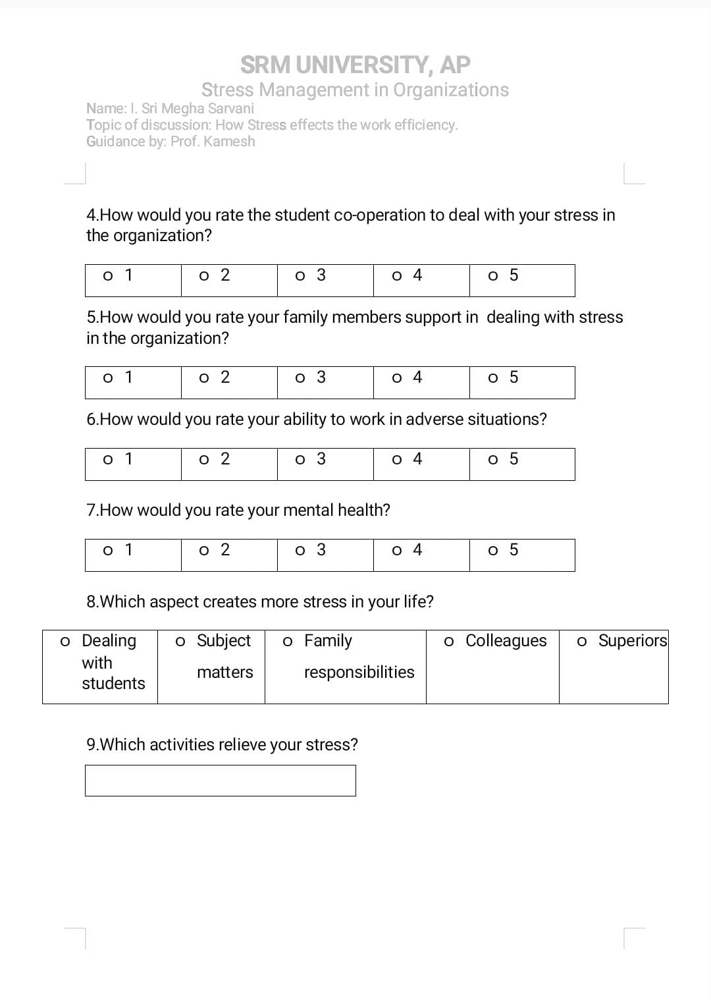 SRM UNIVERSITY, AP
Stress Management in Organizations
Name: I. Sri Megha Sarvani
Topic of discussion: How Stress effects the work efficiency.
Guidance by: Prof. Kamesh
4.How would you rate the student co-operation to deal with your stress in
the organization?
o 1 o 2 o 3 o 4 o 5
5.How would you rate your family members support in  dealing with stress
in the organization?
o 1 o 2 o 3 o 4 o 5
6.How would you rate your ability to work in adverse situations?
o 1 o 2 o 3 o 4 o 5
7.How would you rate your mental health?
o 1 o 2 o 3 o 4 o 5
8.Which aspect creates more stress in your life?
o Dealing
with
students
o Subject
matters
o Family
responsibilities
o Colleagues
o Superiors
9.Which activities relieve your stress?